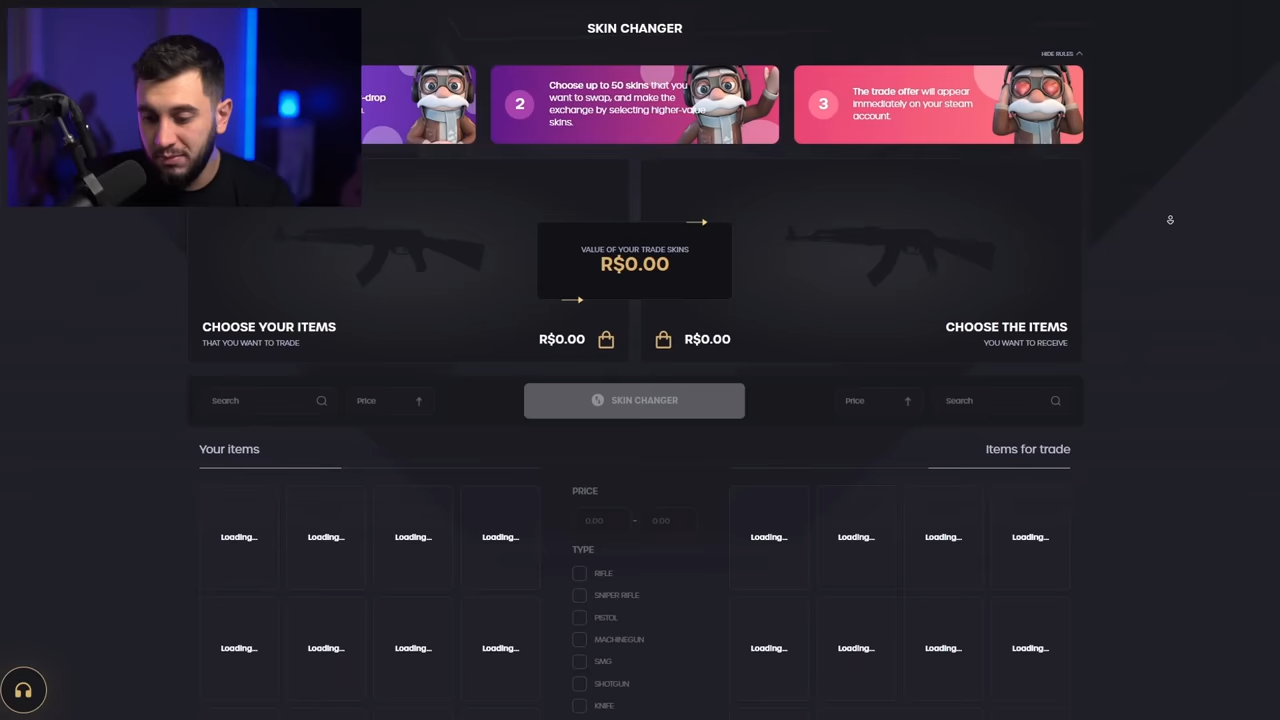 SKIN CHANGER
HIDE RULES
-drop
2
Choose up to 50 skins that you
want to swap, and make the
exchange by selecting higher-value
skins.
3
The trade offer will appear
immediately on your steam
account.
VALUE OF YOUR TRADE SKINS
R$0.00
CHOOSE YOUR ITEMS
THAT YOU WANT TO TRADE
R$0.00
R$0.00
CHOOSE THE ITEMS
YOU WANT TO RECEIVE
Search
Price
SKIN CHANGER
Price
Search
Your items
Items for trade
PRICE
0.00 - 0.00
Loading... Loading... Loading... Loading...
Loading... Loading... Loading... Loading...
TYPE
RIFLE
SNIPER RIFLE
PISTOL
MACHINEGUN
SMG
SHOTGUN
KNIFE
Loading... Loading... Loading... Loading...
Loading... Loading... Loading... Loading...